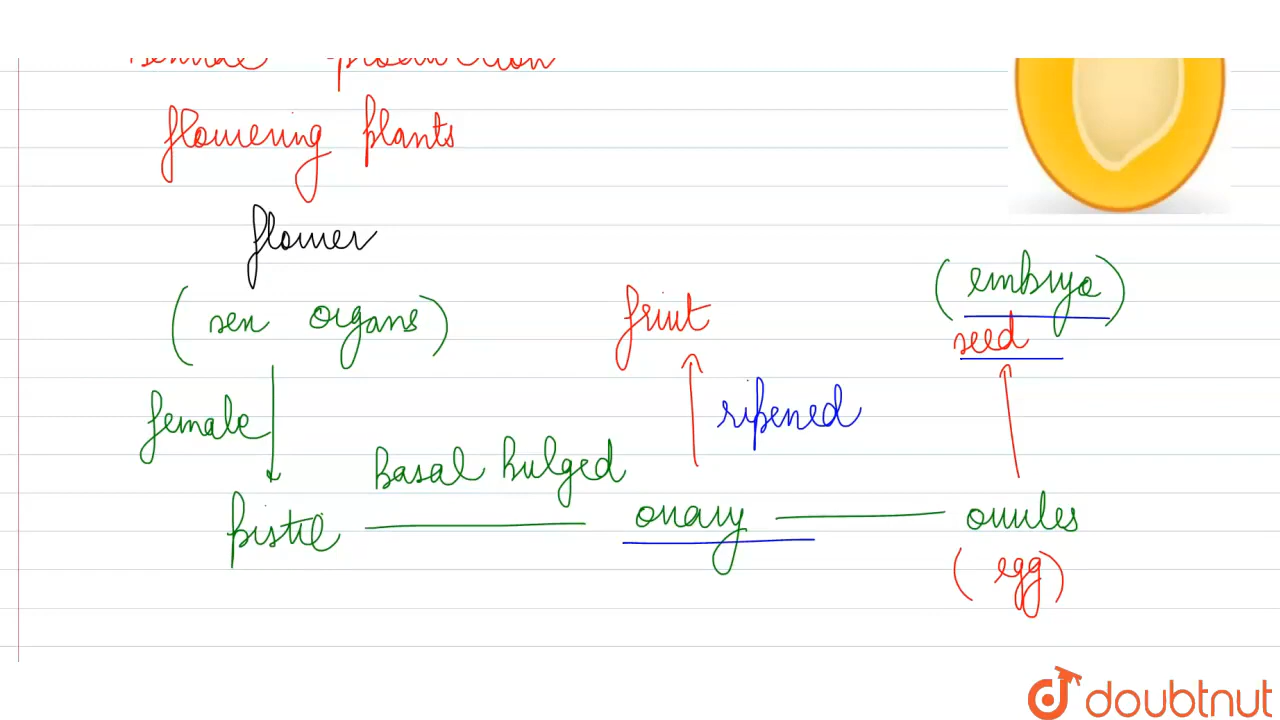 flowering plants
flower
(sex organs)
fruit
(embryo)
seed
female
ripened
basal bulged
pistil
ovary
ovules
(egg)
doubtnut